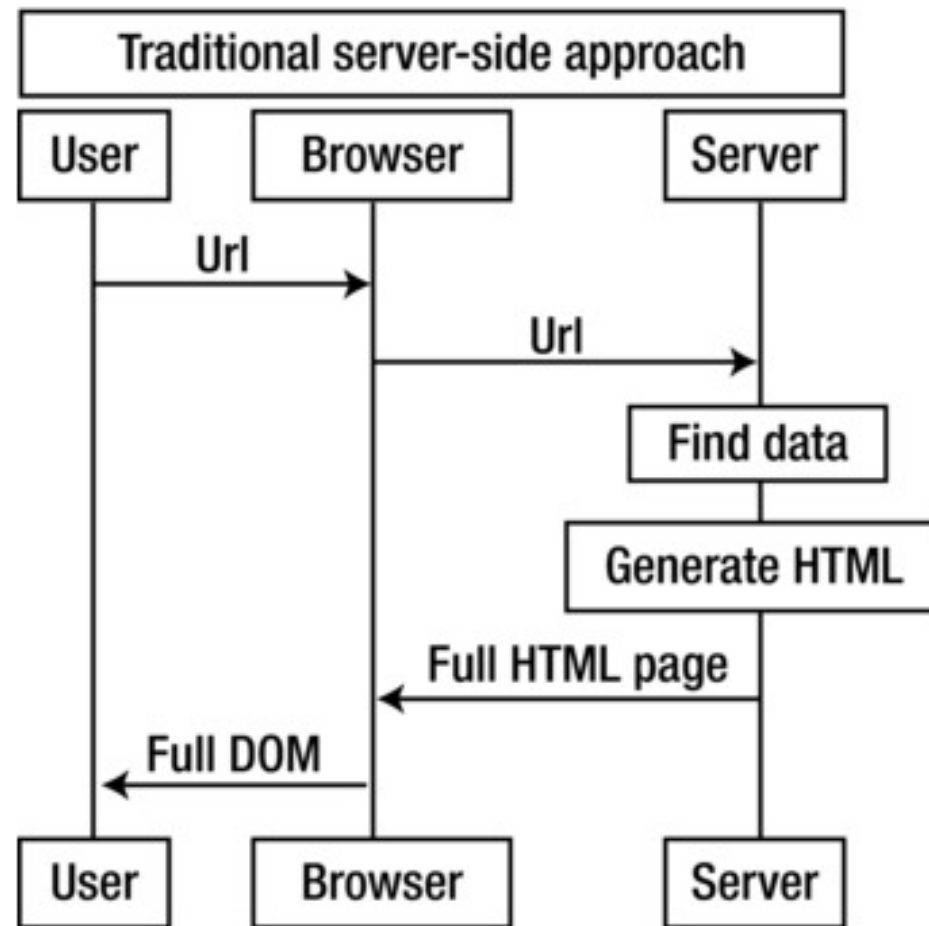 Traditional server-side approach
User
Browser
Server
Url
Url
Find data
Generate HTML
Full HTML page
Full DOM
User
Browser
Server